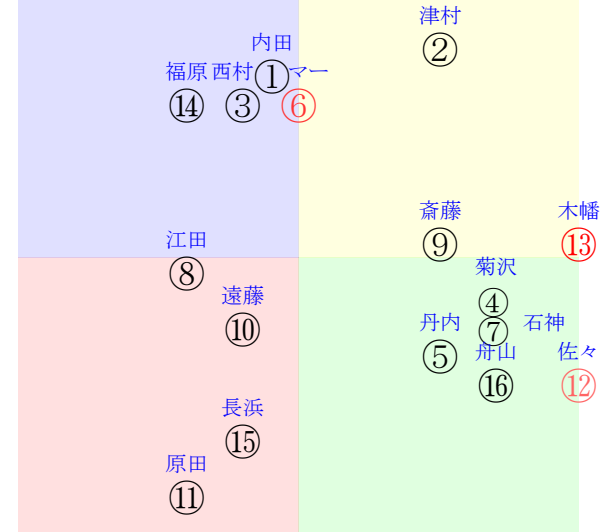 津村
②
内田
①
福原
⑭
西村
③
マー
⑥
斎藤
⑨
木幡
⑬
江田
⑧
菊沢
④
遠藤
⑩
丹内
⑤
⑦
石神
舟山
⑯
佐々
⑫
長浜
⑮
原田
⑪